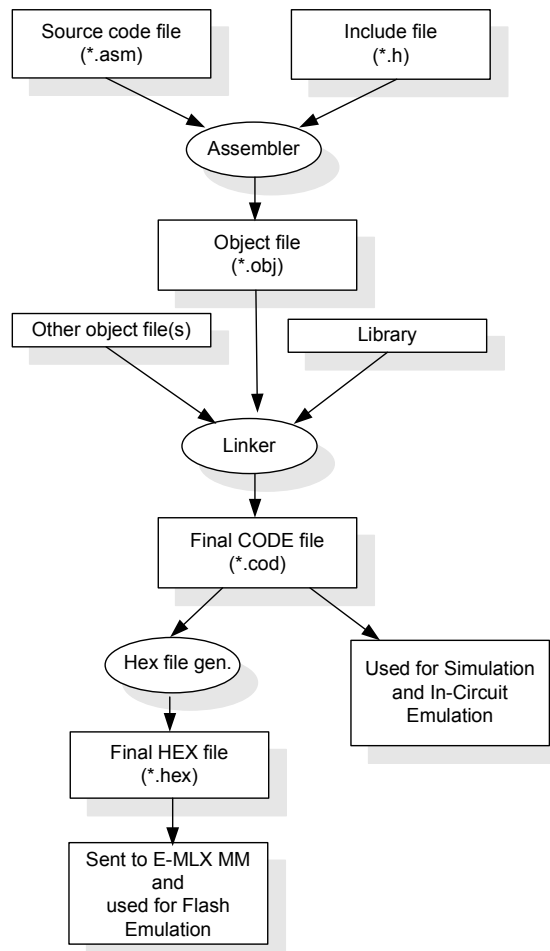 Source code file
(*.asm)
Include file
(*.h)
Assembler
Object file
(*.obj)
Other object file(s)
Library
Linker
Final CODE file
(*.cod)
Hex file gen.
Used for Simulation
and In-Circuit
Emulation
Final HEX file
(*.hex)
Sent to E-MLX MM
and
used for Flash
Emulation